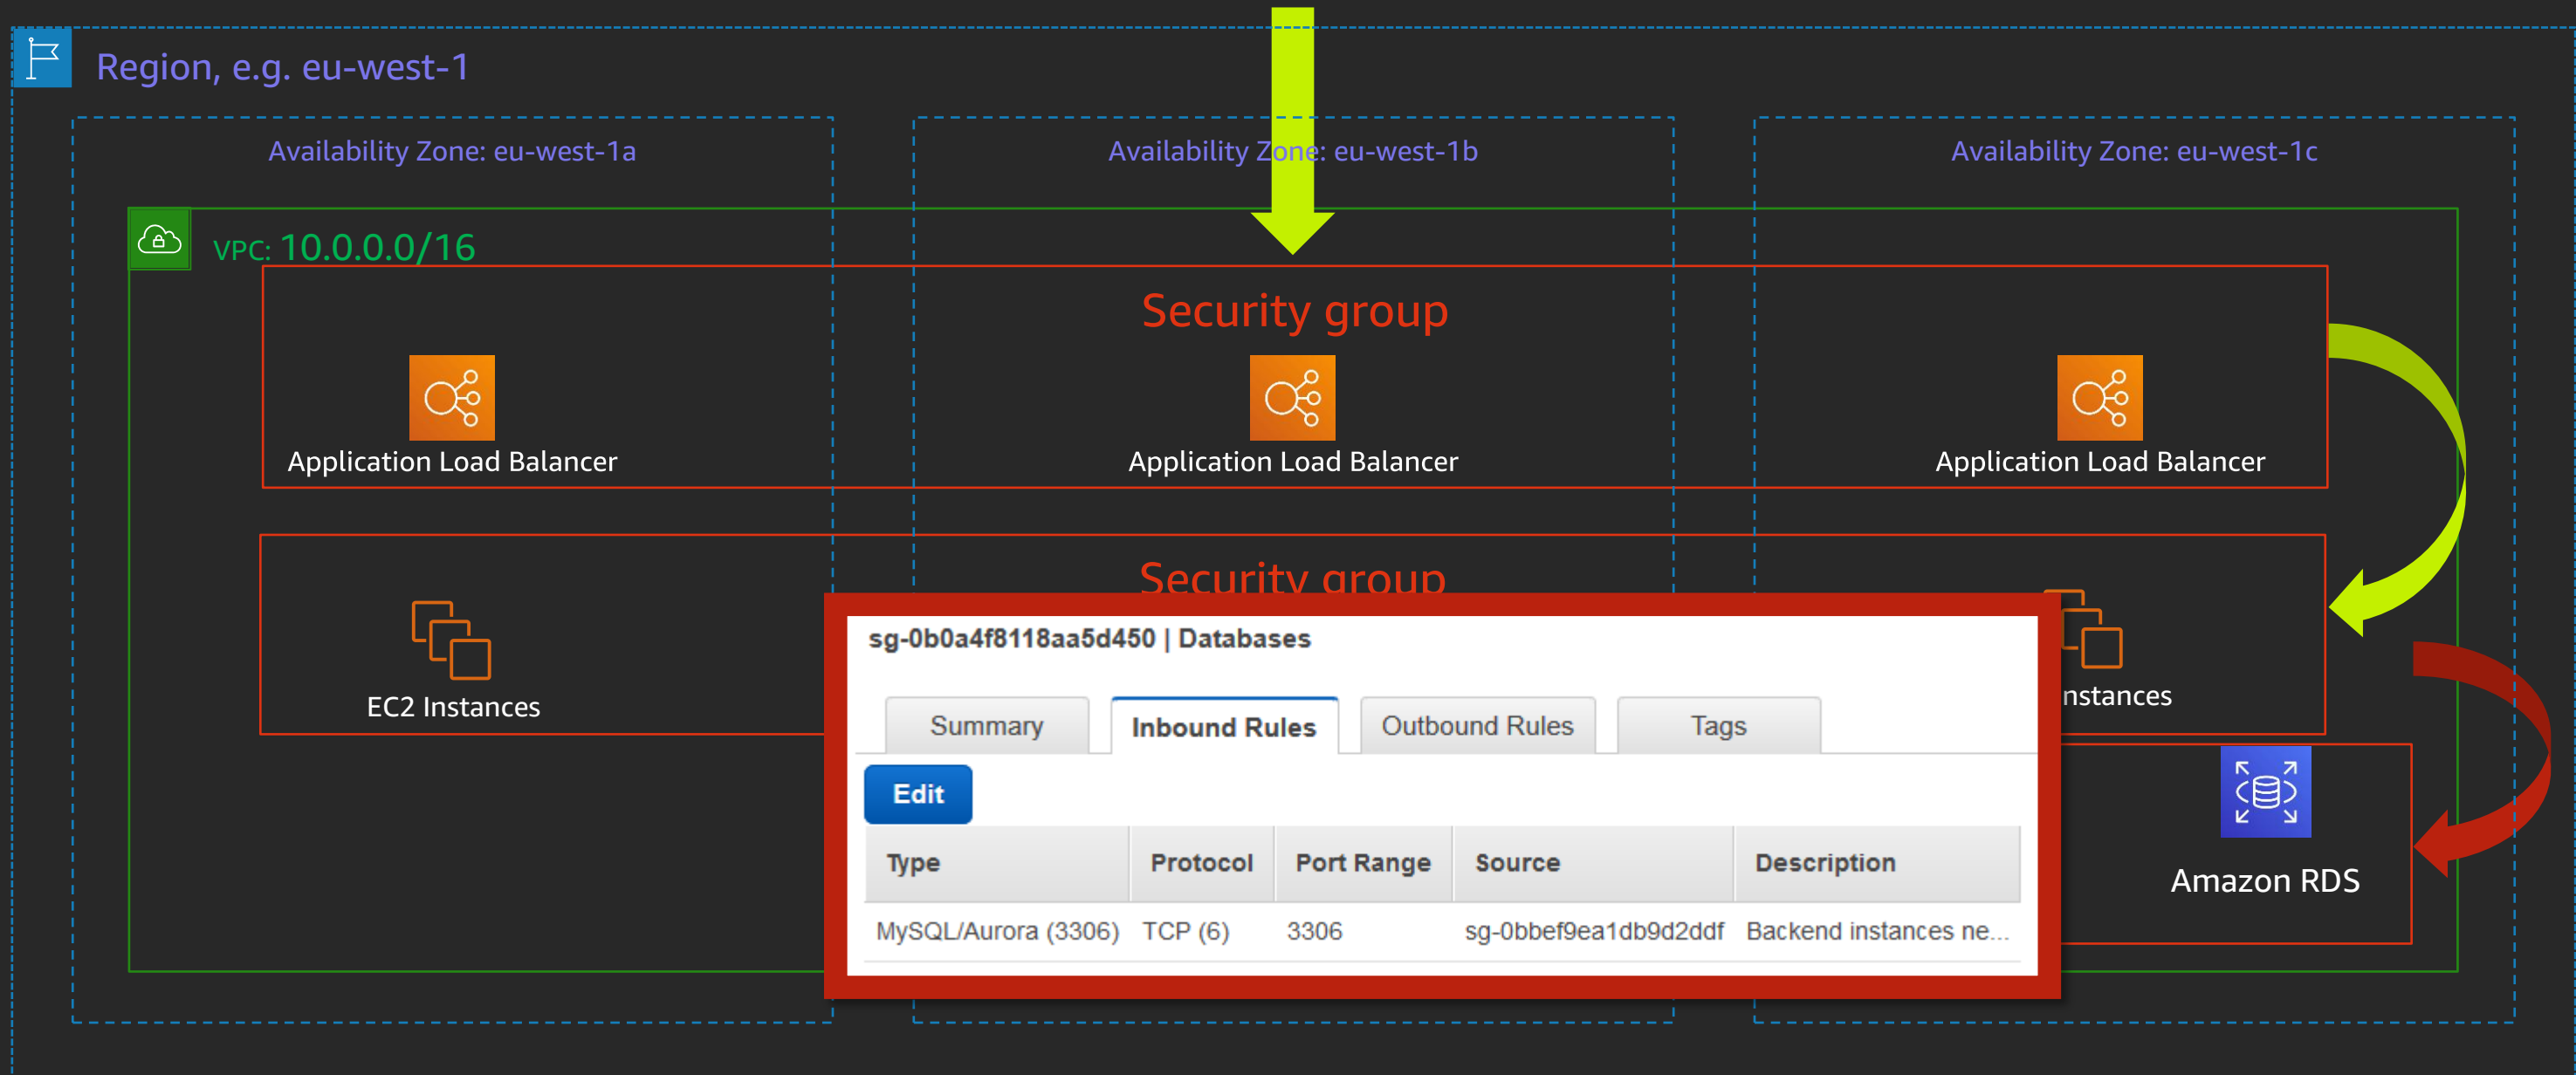 Region, e.g. eu-west-1
Availability Zone: eu-west-1a
Availability Zone: eu-west-1b
Availability Zone: eu-west-1c
VPC: 10.0.0.0/16
Security group
Application Load Balancer
Application Load Balancer
Application Load Balancer
Security group
EC2 Instances
nstances
sg-0b0a4f8118aa5d450 | Databases
Summary
Inbound Rules
Outbound Rules
Tags
Edit
Type Protocol Port Range Source Description
MySQL/Aurora (3306) TCP (6) 3306 sg-0bbef9ea1db9d2ddf Backend instances ne...
Amazon RDS